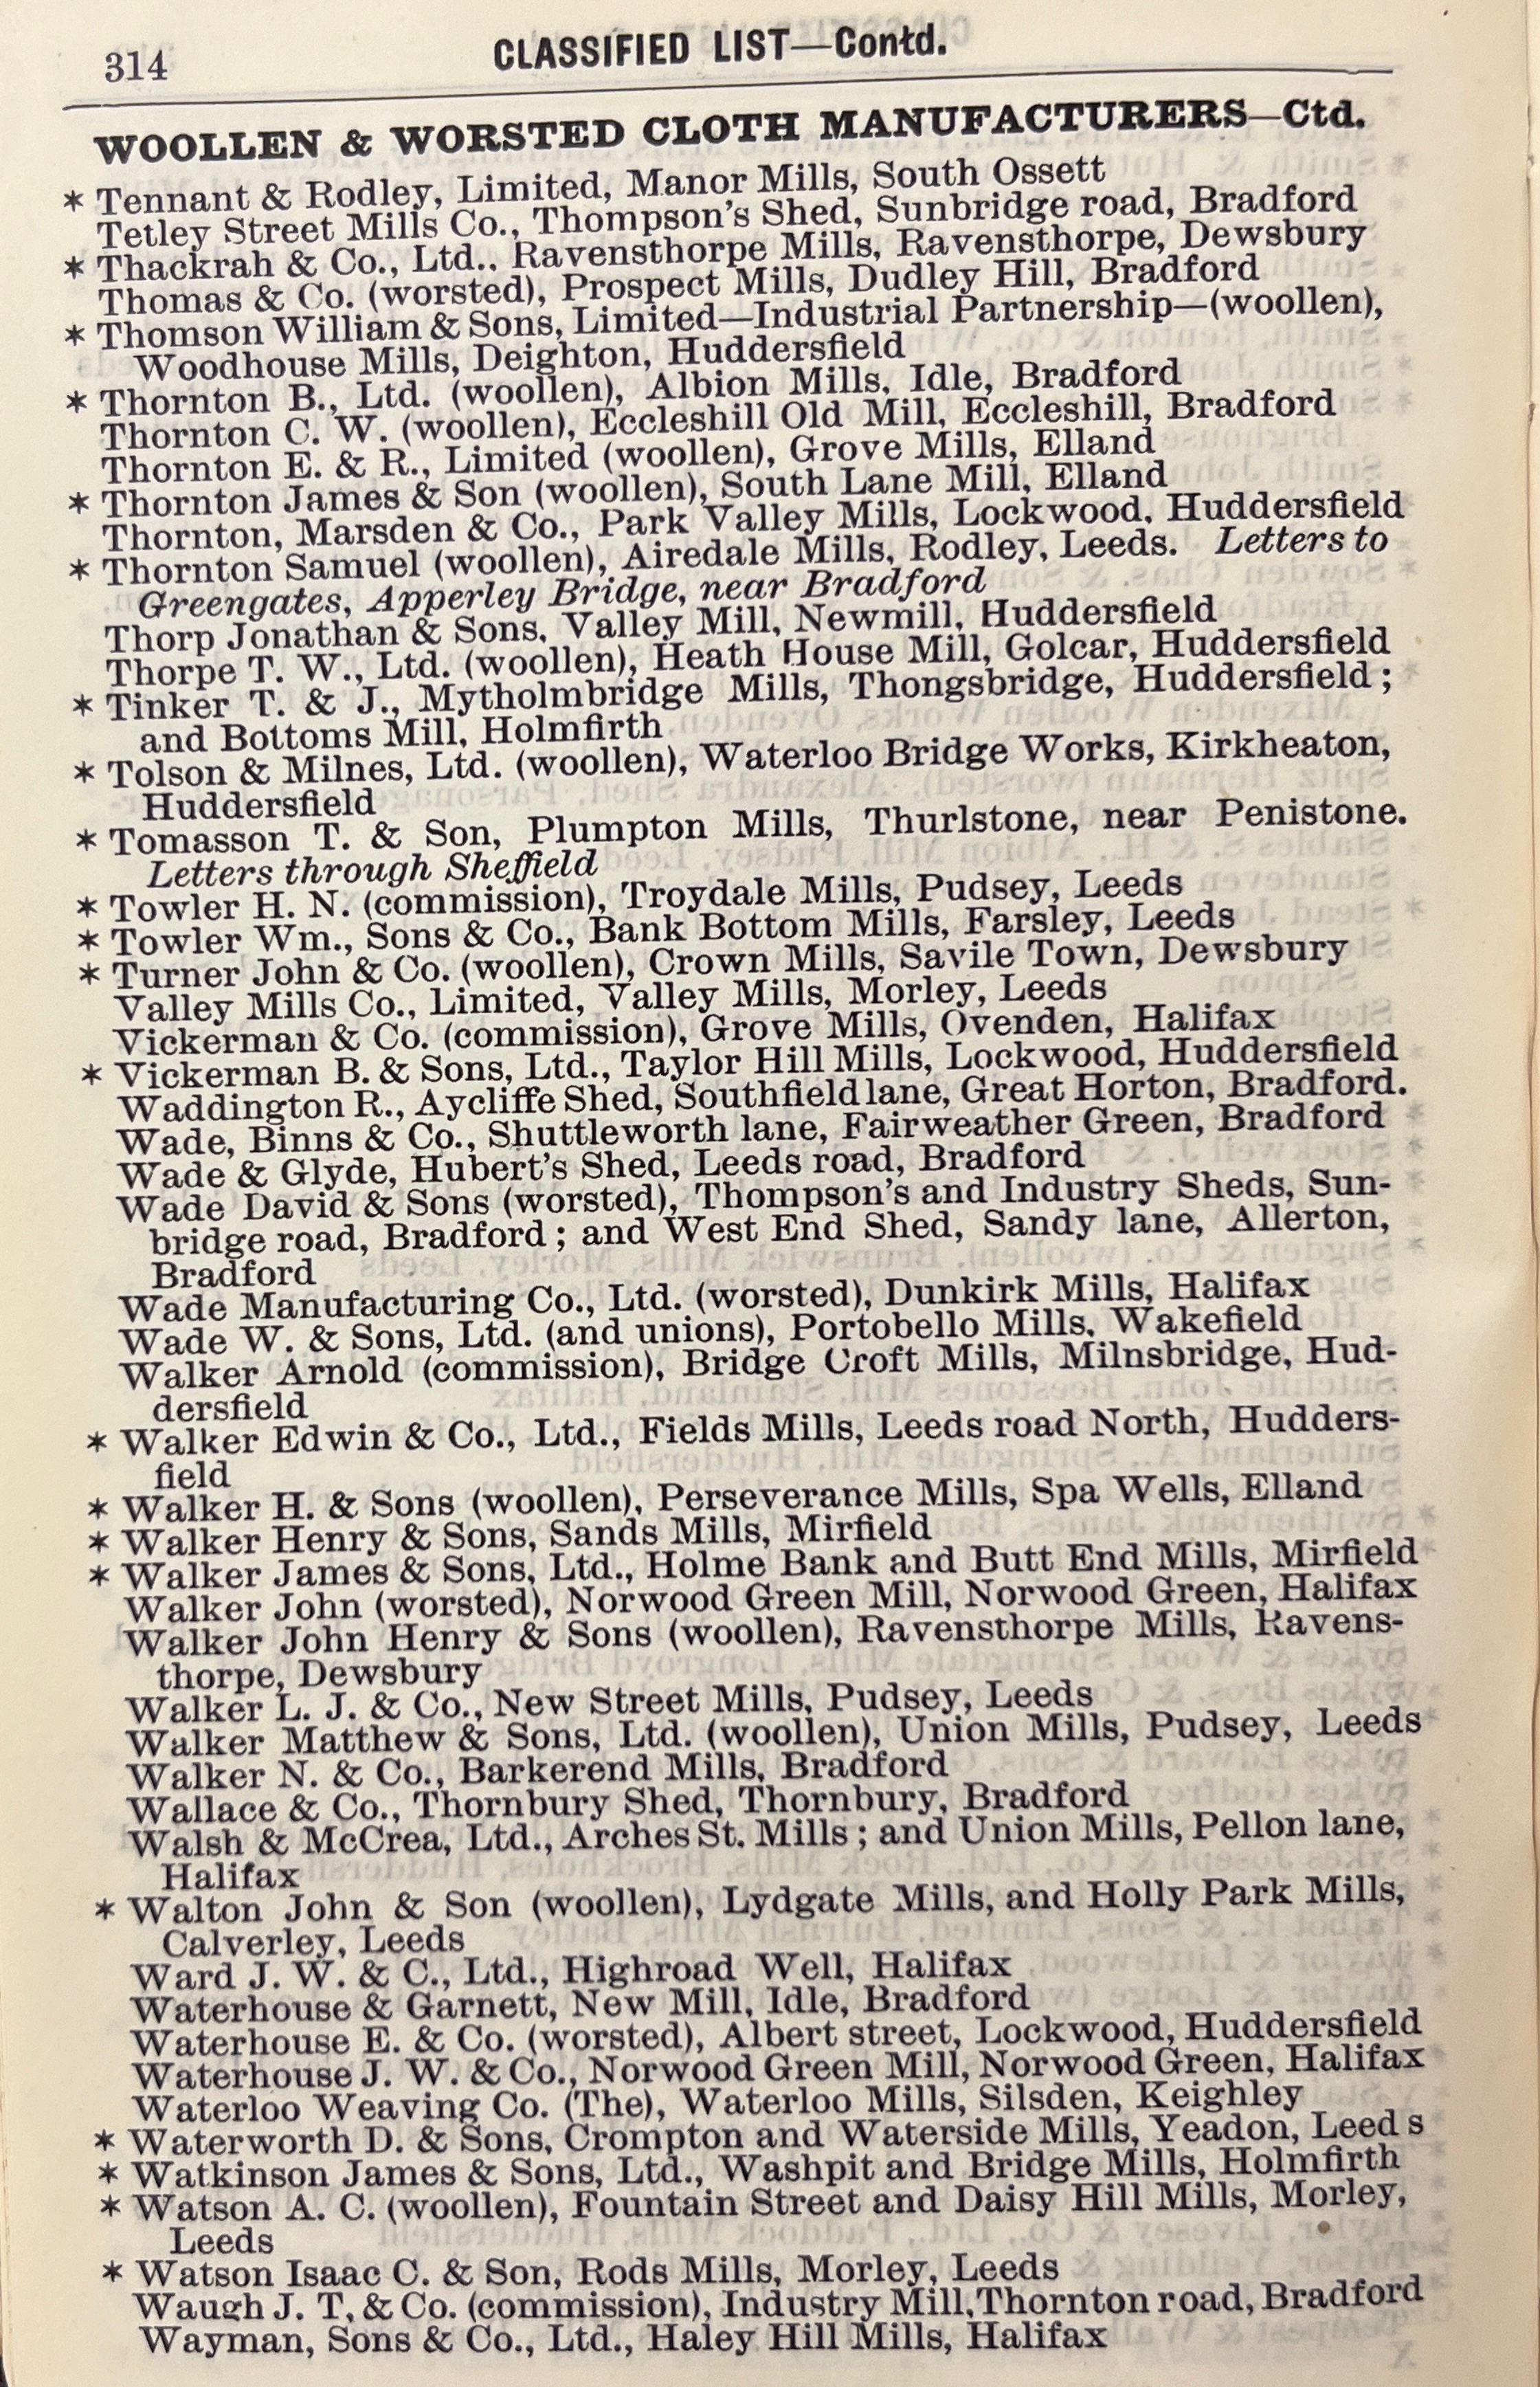 314
CLASSIFIED LIST—Contd.
WOOLLEN & WORSTED CLOTH MANUFACTURERS—Ctd.
* Tennant & Rodley, Limited, Manor Mills, South Ossett
Tetley Street Mills Co., Thompson's Shed, Sunbridge road, Bradford
* Thackrah & Co., Ltd., Ravensthorpe Mills, Ravensthorpe, Dewsbury
Thomas & Co. (worsted), Prospect Mills, Dudley Hill, Bradford
* Thomson William & Sons, Limited—Industrial Partnership—(woollen),
Woodhouse Mills, Deighton, Huddersfield
* Thornton B., Ltd. (woollen), Albion Mills, Idle, Bradford
Thornton C. W. (woollen), Eccleshill Old Mill, Eccleshill, Bradford
Thornton E. & R., Limited (woollen), Grove Mills, Elland
* Thornton James & Son (woollen), South Lane Mill, Elland
Thornton, Marsden & Co., Park Valley Mills, Lockwood, Huddersfield
* Thornton Samuel (woollen), Airedale Mills, Rodley, Leeds. Letters to
Greengates, Apperley Bridge, near Bradford
Thorp Jonathan & Sons, Valley Mill, Newmill, Huddersfield
Thorpe T. W., Ltd. (woollen), Heath House Mill, Golcar, Huddersfield
* Tinker T. & J., Mytholmbridge Mills, Thongsbridge, Huddersfield ;
and Bottoms Mill, Holmfirth
* Tolson & Milnes, Ltd. (woollen), Waterloo Bridge Works, Kirkheaton,
Huddersfield
* Tomasson T. & Son, Plumpton Mills, Thurlstone, near Penistone.
Letters through Sheffield
* Towler H. N. (commission), Troydale Mills, Pudsey, Leeds
* Towler Wm., Sons & Co., Bank Bottom Mills, Farsley, Leeds
* Turner John & Co. (woollen), Crown Mills, Savile Town, Dewsbury
Valley Mills Co., Limited, Valley Mills, Morley, Leeds
Vickerman & Co. (commission), Grove Mills, Ovenden, Halifax
* Vickerman B. & Sons, Ltd., Taylor Hill Mills, Lockwood, Huddersfield
Waddington R., Aycliffe Shed, Southfield lane, Great Horton, Bradford.
Wade, Binns & Co., Shuttleworth lane, Fairweather Green, Bradford
Wade & Glyde, Hubert's Shed, Leeds road, Bradford
Wade David & Sons (worsted), Thompson's and Industry Sheds, Sun-
bridge road, Bradford ; and West End Shed, Sandy lane, Allerton,
Bradford
Wade Manufacturing Co., Ltd. (worsted), Dunkirk Mills, Halifax
Wade W. & Sons, Ltd. (and unions), Portobello Mills, Wakefield
Walker Arnold (commission), Bridge Croft Mills, Milnsbridge, Hud-
dersfield
* Walker Edwin & Co., Ltd., Fields Mills, Leeds road North, Hudders-
field
* Walker H. & Sons (woollen), Perseverance Mills, Spa Wells, Elland
* Walker Henry & Sons, Sands Mills, Mirfield
* Walker James & Sons, Ltd., Holme Bank and Butt End Mills, Mirfield
Walker John (worsted), Norwood Green Mill, Norwood Green, Halifax
Walker John Henry & Sons (woollen), Ravensthorpe Mills, Ravens-
thorpe, Dewsbury
Walker L. J. & Co., New Street Mills, Pudsey, Leeds
Walker Matthew & Sons, Ltd. (woollen), Union Mills, Pudsey, Leeds
Walker N. & Co., Barkerend Mills, Bradford
Wallace & Co., Thornbury Shed, Thornbury, Bradford
Walsh & McCrea, Ltd., Arches St. Mills ; and Union Mills, Pellon lane,
Halifax
* Walton John & Son (woollen), Lydgate Mills, and Holly Park Mills,
Calverley, Leeds
Ward J. W. & C., Ltd., Highroad Well, Halifax
Waterhouse & Garnett, New Mill, Idle, Bradford
Waterhouse E. & Co. (worsted), Albert street, Lockwood, Huddersfield
Waterhouse J. W. & Co., Norwood Green Mill, Norwood Green, Halifax
Waterloo Weaving Co. (The), Waterloo Mills, Silsden, Keighley
* Waterworth D. & Sons, Crompton and Waterside Mills, Yeadon, Leeds
* Watkinson James & Sons, Ltd., Washpit and Bridge Mills, Holmfirth
* Watson A. C. (woollen), Fountain Street and Daisy Hill Mills, Morley,
Leeds
* Watson Isaac C. & Son, Rods Mills, Morley, Leeds
Waugh J. T. & Co. (commission), Industry Mill, Thornton road, Bradford
Wayman, Sons & Co., Ltd., Haley Hill Mills, Halifax